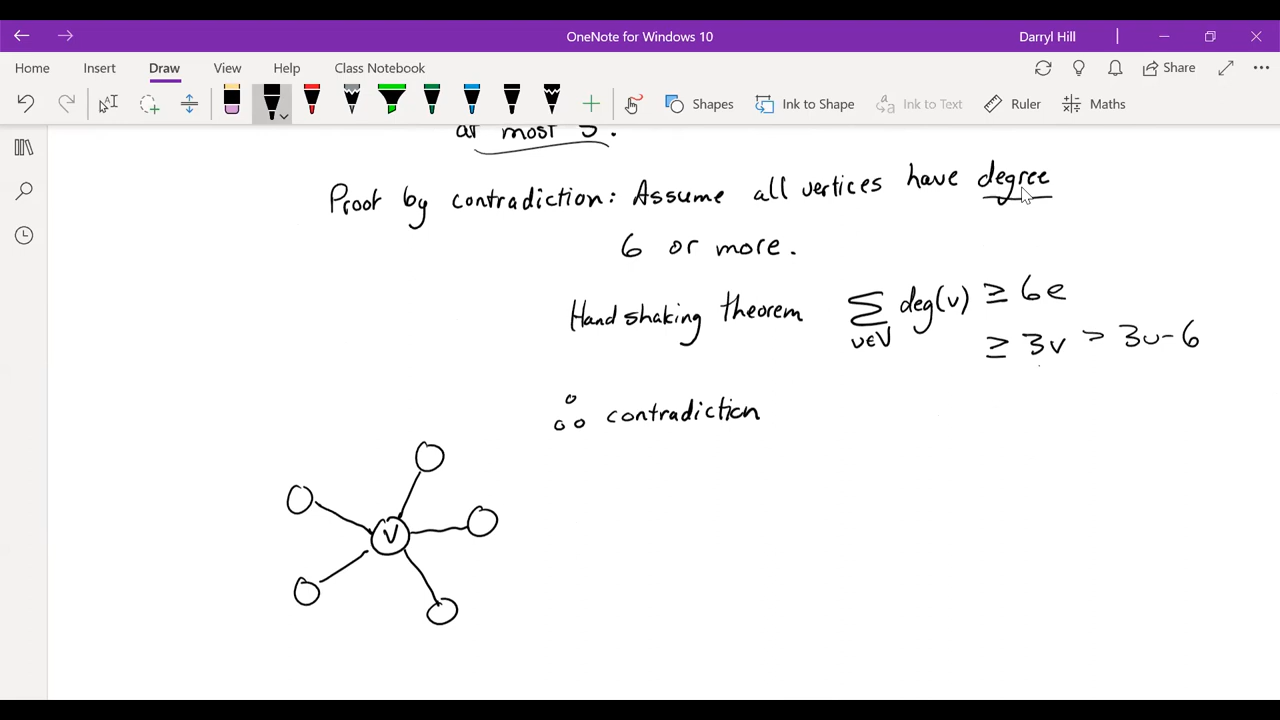 OneNote for Windows 10
Darryl Hill
Home Insert Draw View Help Class Notebook
Share
Shapes Ink to Shape Ink to Text Ruler Maths
at most 5.
Proof by contradiction: Assume all vertices have degree
6 or more.
Handshaking theorem ∑ deg(v) ≥ 6e
v∈V
≥ 3v > 3v-6
∴ contradiction
V